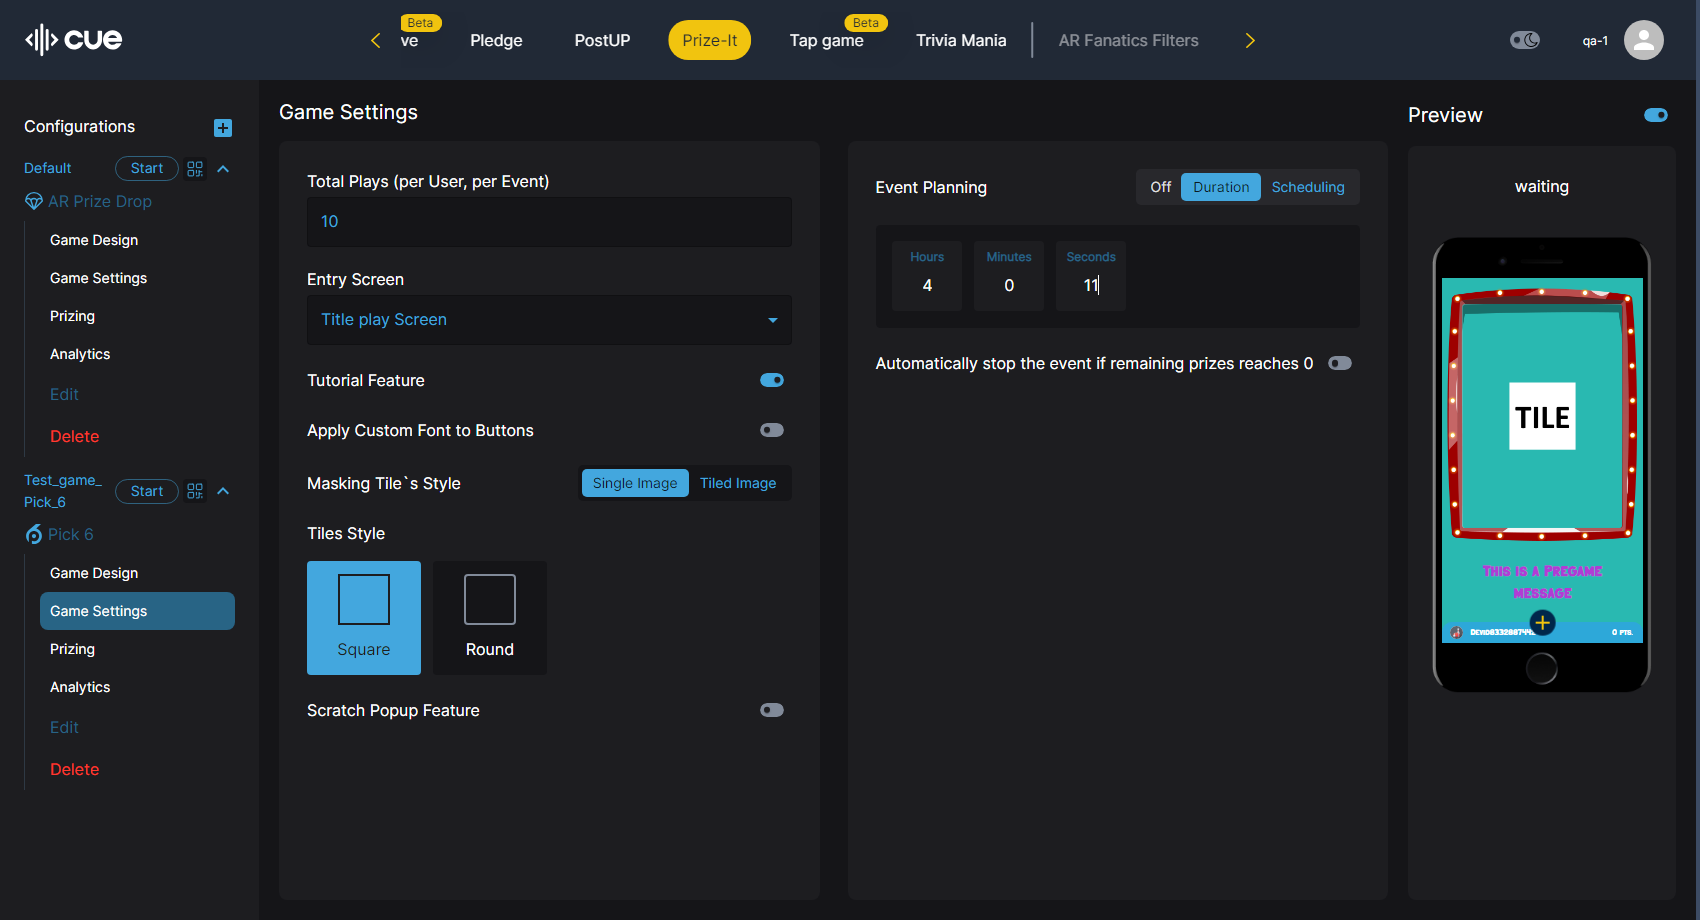 cue
Beta
ve
Pledge
PostUP
Prize-It
Beta
Tap game
Trivia Mania
AR Fanatics Filters
qa-1
Configurations
Default
Start
AR Prize Drop
Game Design
Game Settings
Prizing
Analytics
Edit
Delete
Test_game_
Pick_6
Start
Pick 6
Game Design
Game Settings
Prizing
Analytics
Edit
Delete
Game Settings
Total Plays (per User, per Event)
10
Entry Screen
Title play Screen
Tutorial Feature
Apply Custom Font to Buttons
Masking Tile`s Style
Single Image
Tiled Image
Tiles Style
Square
Round
Scratch Popup Feature
Event Planning
Off
Duration
Scheduling
Hours
4
Minutes
0
Seconds
11
Automatically stop the event if remaining prizes reaches 0
Preview
waiting
TILE
THIS IS A PREGAME
MESSAGE
0 PTS.